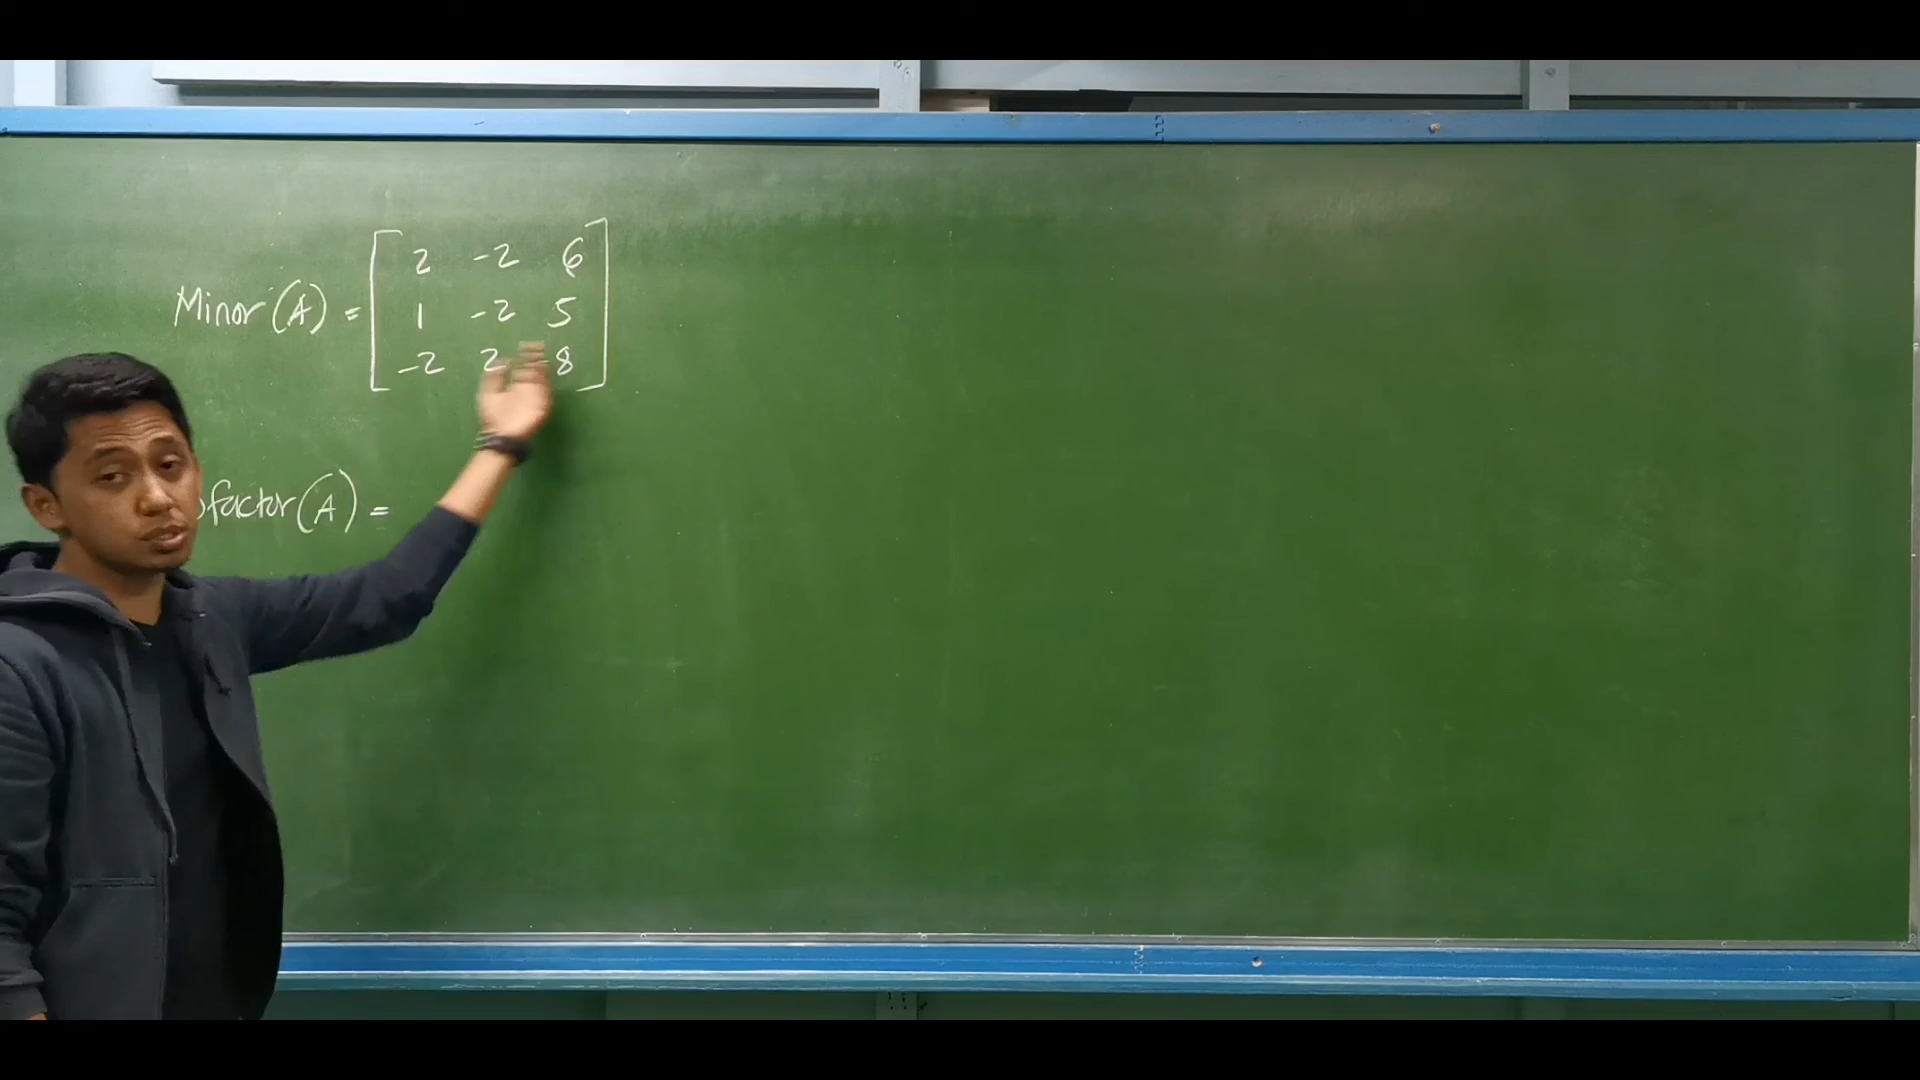 Minor (A) =
2 -2 6
1 -2 5
-2 2 -8
ofactor (A) =